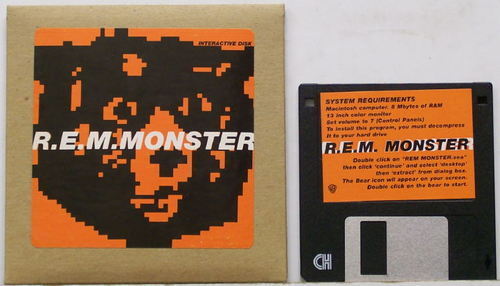 INTERACTIVE DISK
R.E.M.MONSTER
SYSTEM REQUIREMENTS
Macintosh computer, 8 Mbytes of RAM
13 inch color monitor
Set volume to 7 (Control Panels)
To install this program, you must decompress
it to your hard drive
R.E.M. MONSTER
Double click on "REM MONSTER.sea"
then click 'continue' and select 'desktop'
then 'extract' from dialog box.
The Bear icon will appear on your screen.
Double click on the bear to start.
WB
CH